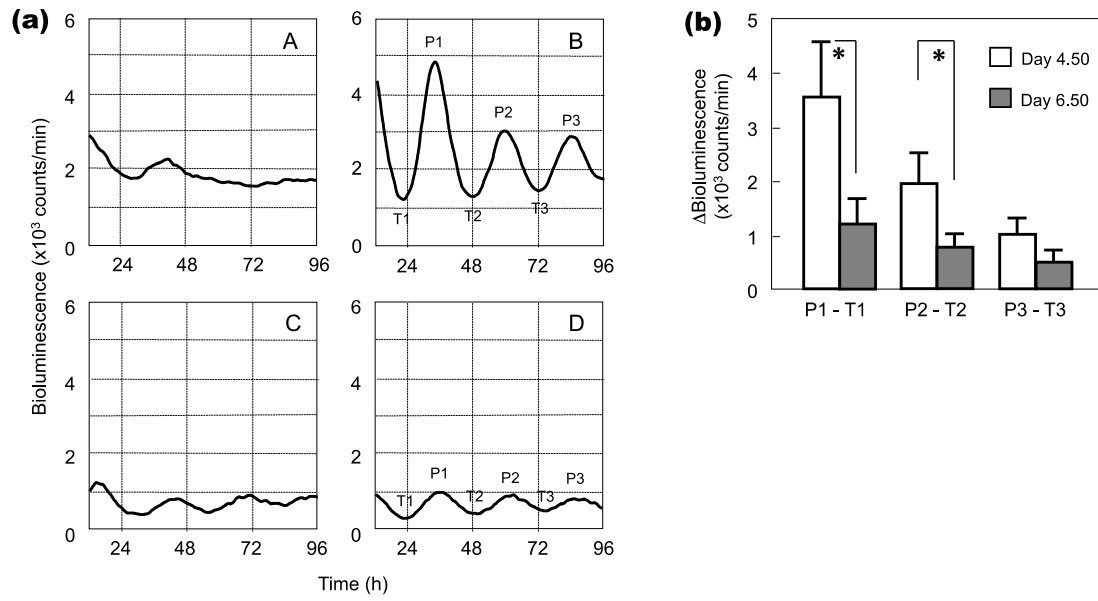 (a)
A
B
C
D
6
4
2
0
24
48
72
96
6
4
2
0
P1
P2
P3
T1
T2
T3
24
48
72
96
6
4
2
0
24
48
72
96
6
4
2
0
P1
P2
P3
T1
T2
T3
24
48
72
96
Bioluminescence (x10³ counts/min)
Time (h)
(b)
ΔBioluminescence
(x10³ counts/min)
5
4
3
2
1
0
*
*
Day 4.50
Day 6.50
P1 - T1
P2 - T2
P3 - T3